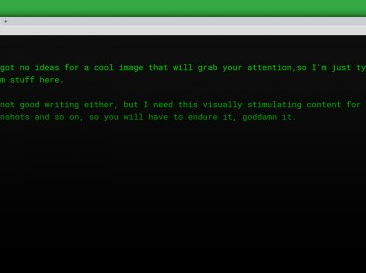 +
got no ideas for a cool image that will grab your attention,so I'm just ty
m stuff here.
not good writing either, but I need this visually stimulating content for
nshots and so on, so you will have to endure it, goddamn it.